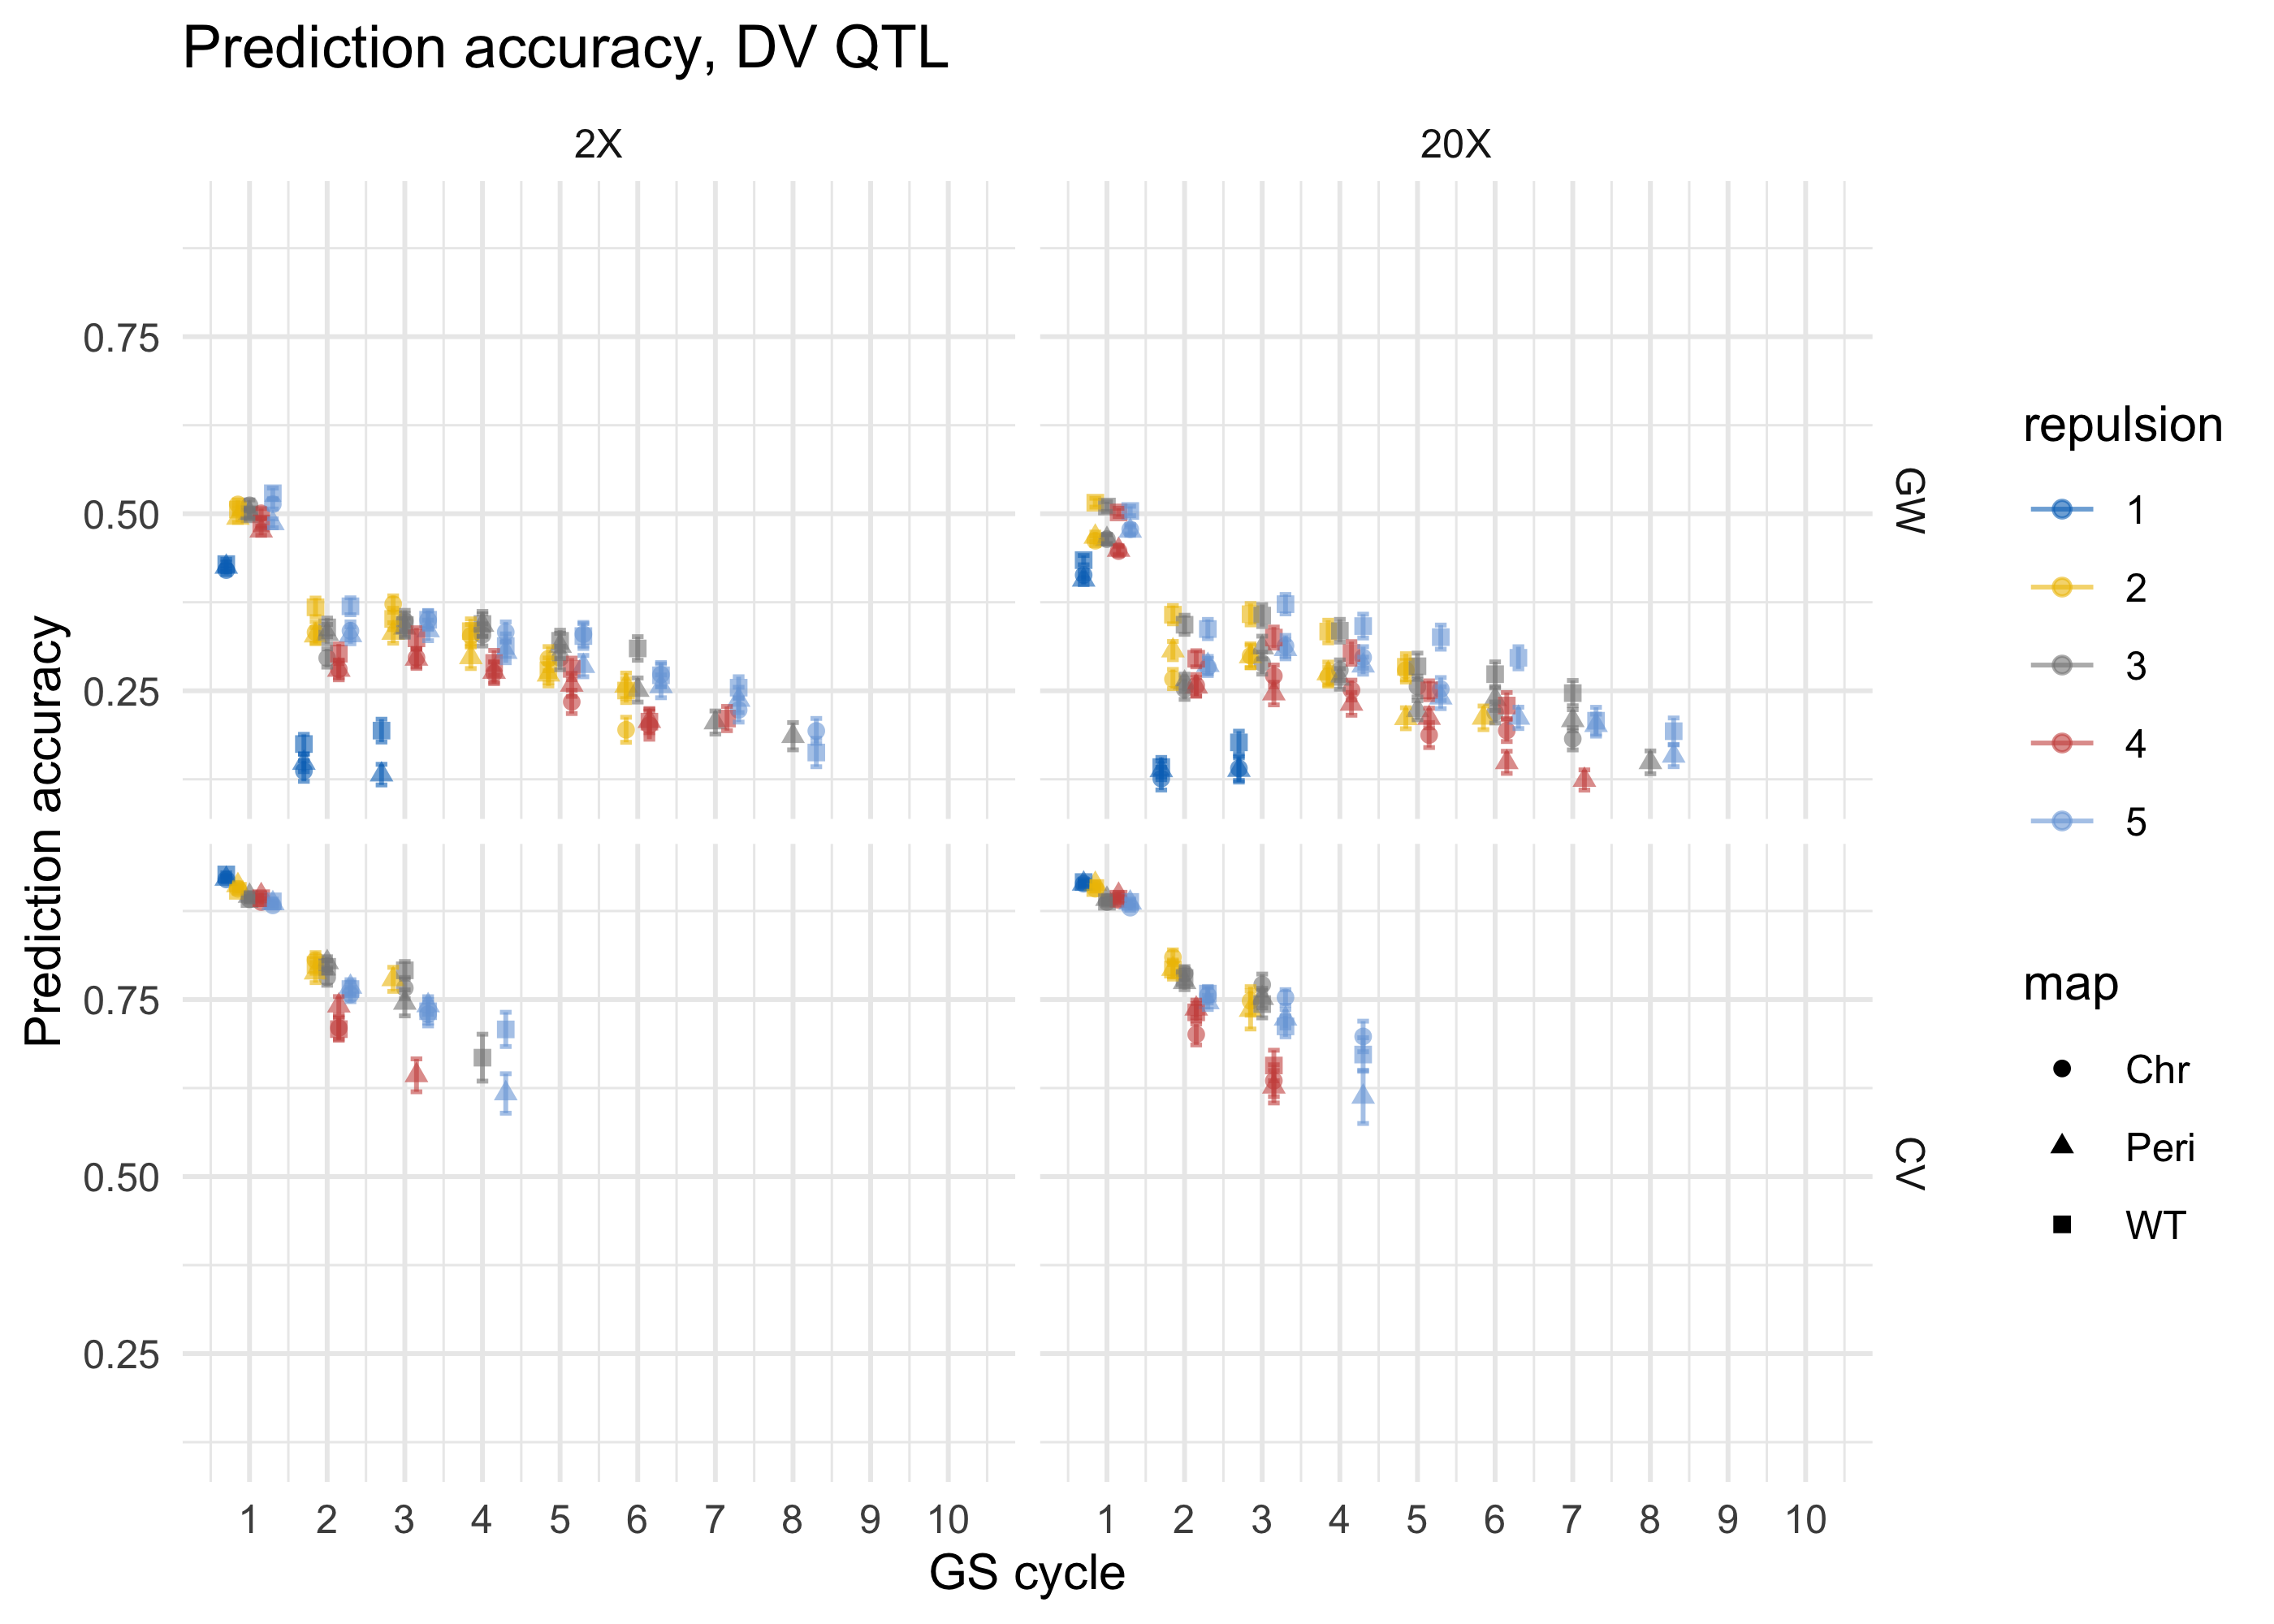 Prediction accuracy, DV QTL
2X
20X
Prediction accuracy
0.75
0.50
0.25
GW
0.75
0.50
0.25
CV
1 2 3 4 5 6 7 8 9 10
1 2 3 4 5 6 7 8 9 10
GS cycle
repulsion
1
2
3
4
5
map
Chr
Peri
WT